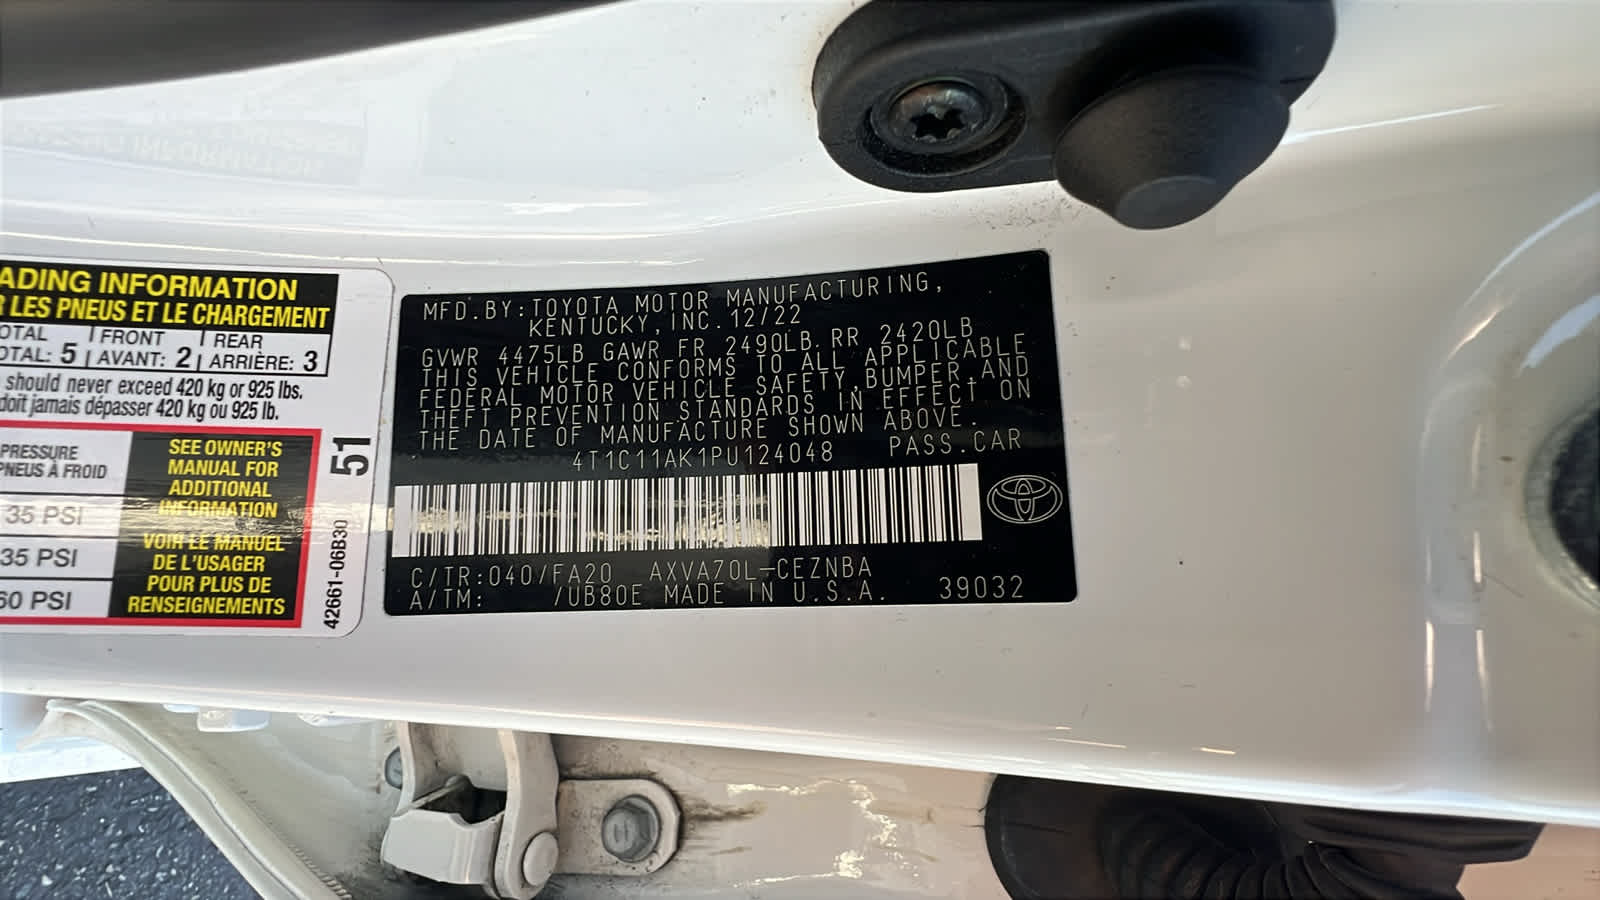 ADING INFORMATION
R LES PNEUS ET LE CHARGEMENT
OTAL FRONT REAR
OTAL: 5 AVANT: 2 ARRIÈRE: 3
should never exceed 420 kg or 925 lbs.
doit jamais dépasser 420 kg ou 925 lb.
PRESSURE
PNEUS À FROID
35 PSI
35 PSI
60 PSI
SEE OWNER'S
MANUAL FOR
ADDITIONAL
INFORMATION
VOIR LE MANUEL
DE L'USAGER
POUR PLUS DE
RENSEIGNEMENTS
51
42661-06B30
MFD.BY:TOYOTA MOTOR MANUFACTURING,
KENTUCKY,INC.12/22
GVWR 4475LB GAWR FR 2490LB.RR 2420LB
THIS VEHICLE CONFORMS TO ALL APPLICABLE
FEDERAL MOTOR VEHICLE SAFETY,BUMPER,AND
THEFT PREVENTION STANDARDS IN EFFECT ON
THE DATE OF MANUFACTURE SHOWN ABOVE.
4T1C11AK1PU124048 PASS.CAR
C/TR:040/FA20 AXVA70L-CEZNBA
A/TM: /UB80E MADE IN U.S.A. 39032